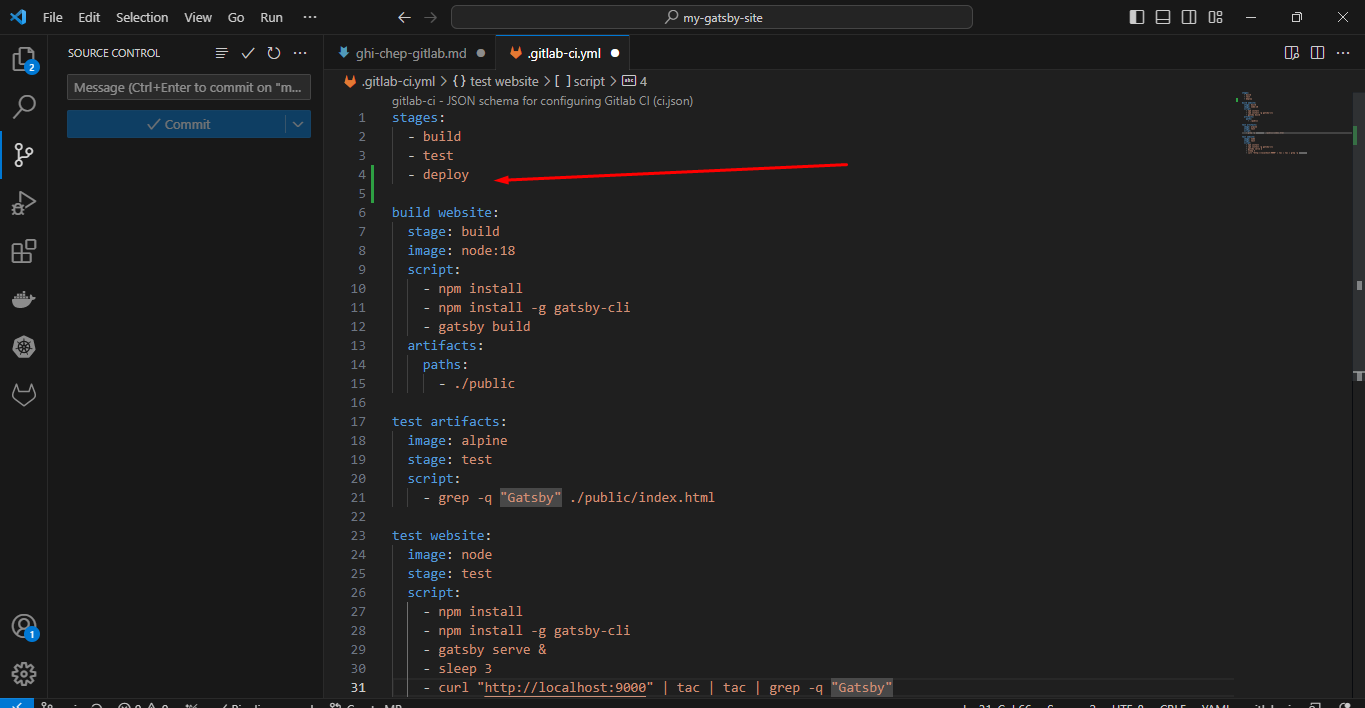 File Edit Selection View Go Run ··· my-gatsby-site
SOURCE CONTROL
Message (Ctrl+Enter to commit on "m...
Commit
2
1
ghi-chep-gitlab.md .gitlab-ci.yml
.gitlab-ci.yml > {} test website > [ ] script > abc 4
gitlab-ci - JSON schema for configuring Gitlab CI (ci.json)
1 stages:
2 - build
3 - test
4 - deploy
5
6 build website:
7 stage: build
8 image: node:18
9 script:
10 - npm install
11 - npm install -g gatsby-cli
12 - gatsby build
13 artifacts:
14 paths:
15 - ./public
16
17 test artifacts:
18 image: alpine
19 stage: test
20 script:
21 - grep -q "Gatsby" ./public/index.html
22
23 test website:
24 image: node
25 stage: test
26 script:
27 - npm install
28 - npm install -g gatsby-cli
29 - gatsby serve &
30 - sleep 3
31 - curl "http://localhost:9000" | tac | tac | grep -q "Gatsby"